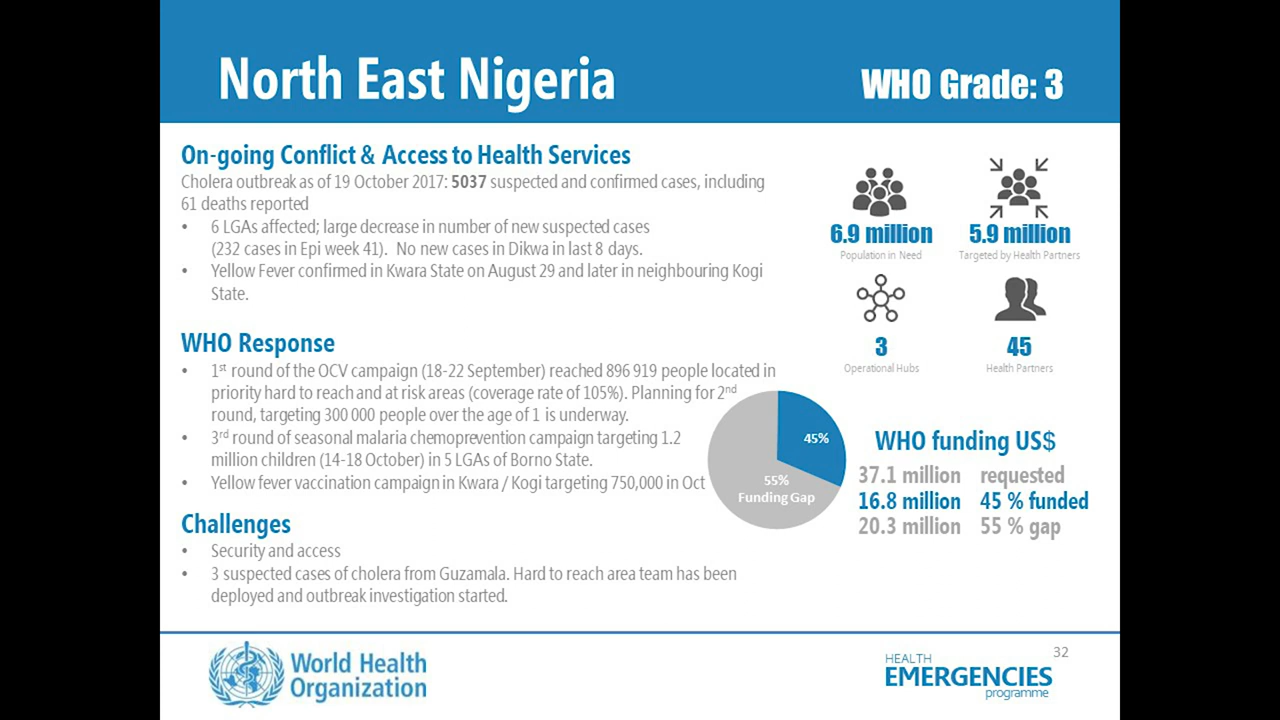 North East Nigeria
WHO Grade: 3
On-going Conflict & Access to Health Services
Cholera outbreak as of 19 October 2017: 5037 suspected and confirmed cases, including
61 deaths reported
• 6 LGAs affected; large decrease in number of new suspected cases
(232 cases in Epi week 41). No new cases in Dikwa in last 8 days.
• Yellow Fever confirmed in Kwara State on August 29 and later in neighbouring Kogi
State.
WHO Response
• 1st round of the OCV campaign (18-22 September) reached 896 919 people located in
priority hard to reach and at risk areas (coverage rate of 105%). Planning for 2nd
round, targeting 300 000 people over the age of 1 is underway.
• 3rd round of seasonal malaria chemoprevention campaign targeting 1.2
million children (14-18 October) in 5 LGAs of Borno State.
• Yellow fever vaccination campaign in Kwara / Kogi targeting 750,000 in Oct
Challenges
• Security and access
• 3 suspected cases of cholera from Guzamala. Hard to reach area team has been
deployed and outbreak investigation started.
6.9 million
Population in Need
5.9 million
Targeted by Health Partners
3
Operational Hubs
45
Health Partners
45%
55%
Funding Gap
WHO funding US$
37.1 million requested
16.8 million 45 % funded
20.3 million 55 % gap
World Health
Organization
HEALTH
EMERGENCIES
programme
32